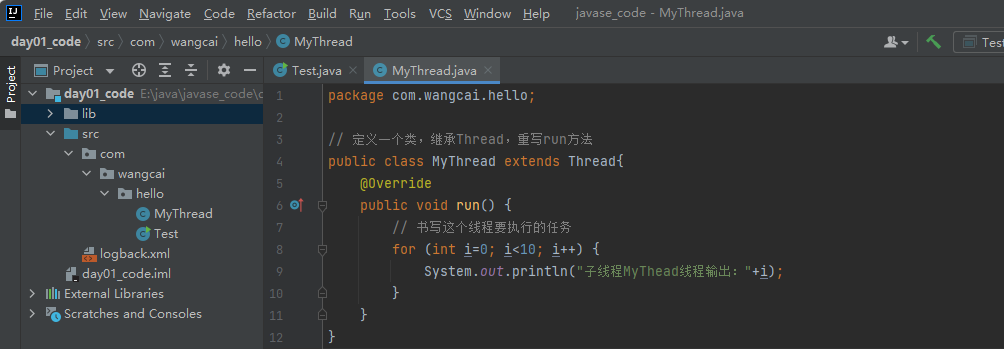 File Edit View Navigate Code Refactor Build Run Tools VCS Window Help javase_code - MyThread.java
day01_code src com wangcai hello MyThread Test
Project
Project
Test.java MyThread.java
day01_code E:\java\javase_code\
lib
src
com
wangcai
hello
MyThread
Test
logback.xml
day01_code.iml
External Libraries
Scratches and Consoles
1 package com.wangcai.hello;
2
3 // 定义一个类，继承Thread，重写run方法
4 public class MyThread extends Thread{
5 @Override
6 public void run() {
7 // 书写这个线程要执行的任务
8 for (int i=0; i<10; i++) {
9 System.out.println("子线程MyThead线程输出："+i);
10 }
11 }
12 }